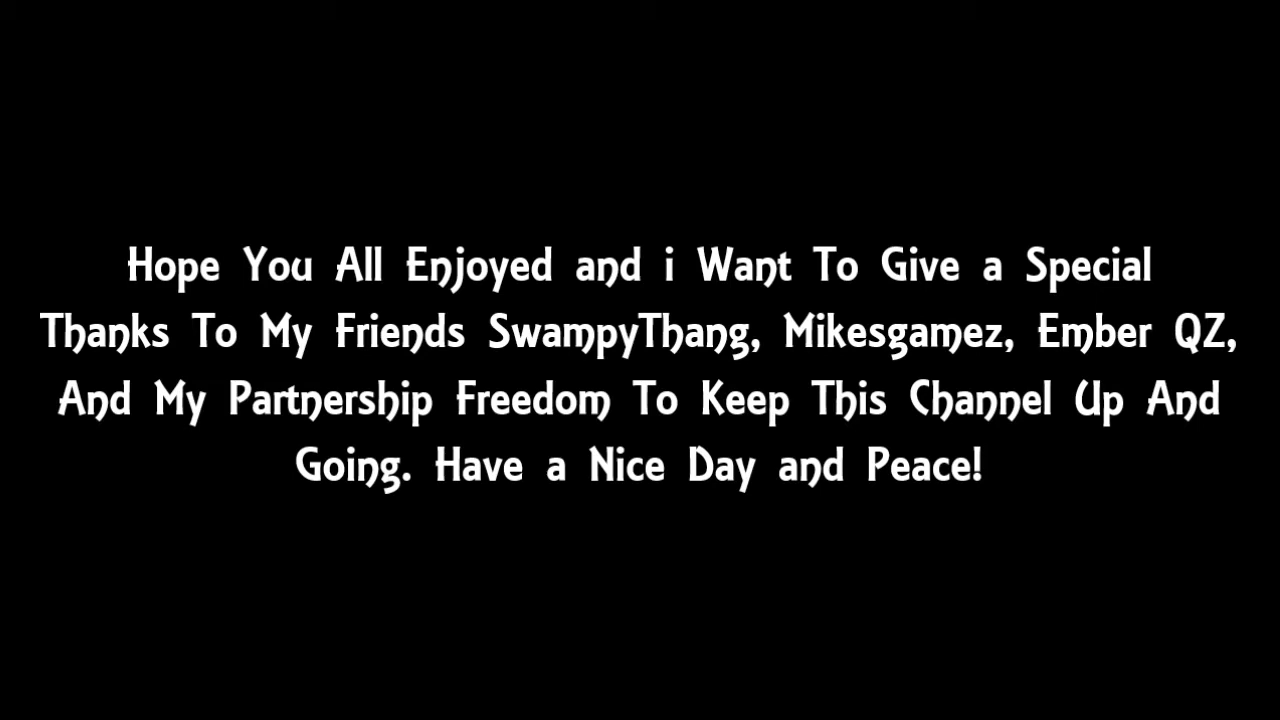 Hope You All Enjoyed and i Want To Give a Special
Thanks To My Friends SwampyThang, Mikesgamez, Ember QZ,
And My Partnership Freedom To Keep This Channel Up And
Going. Have a Nice Day and Peace!